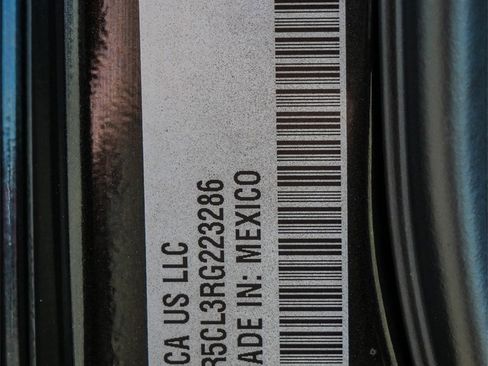 CA US LLC
R5CL3RG223286
ADE IN: MEXICO